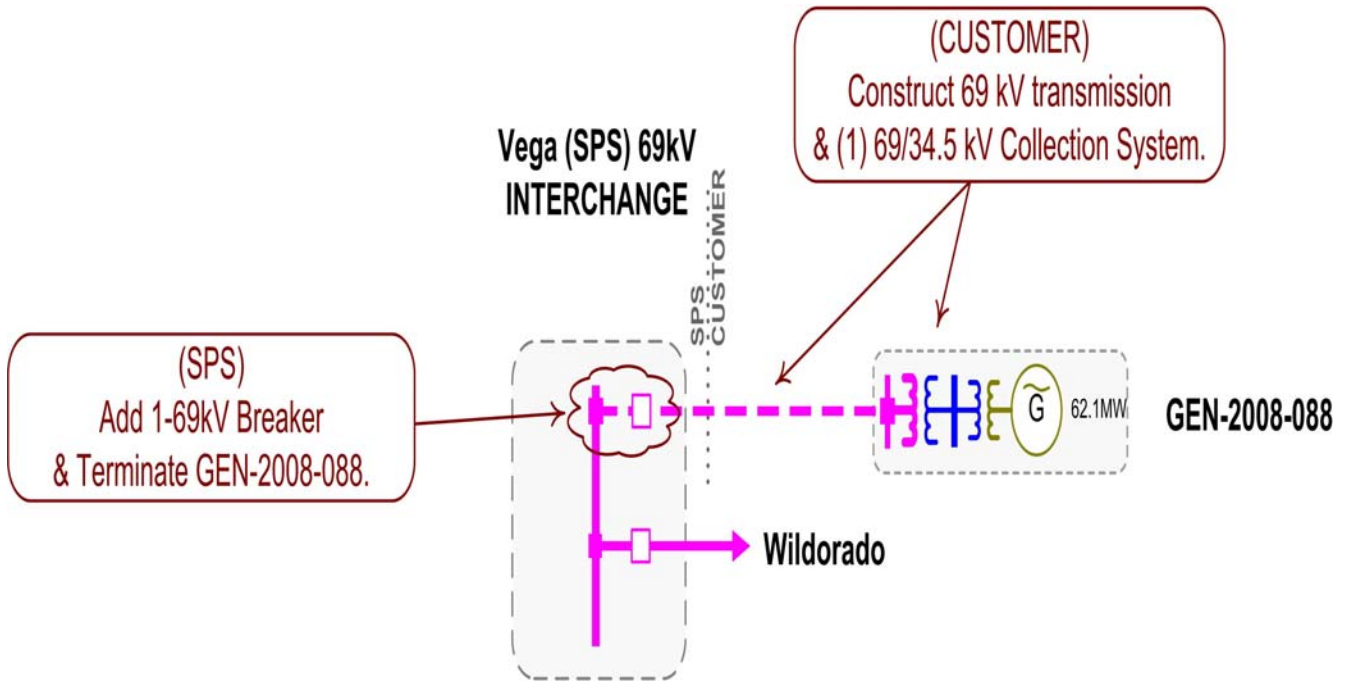 (CUSTOMER)
Construct 69 kV transmission
& (1) 69/34.5 kV Collection System.
Vega (SPS) 69kV
INTERCHANGE
SPS
CUSTOMER
(SPS)
Add 1-69kV Breaker
& Terminate GEN-2008-088.
G
62.1MW
GEN-2008-088
Wildorado